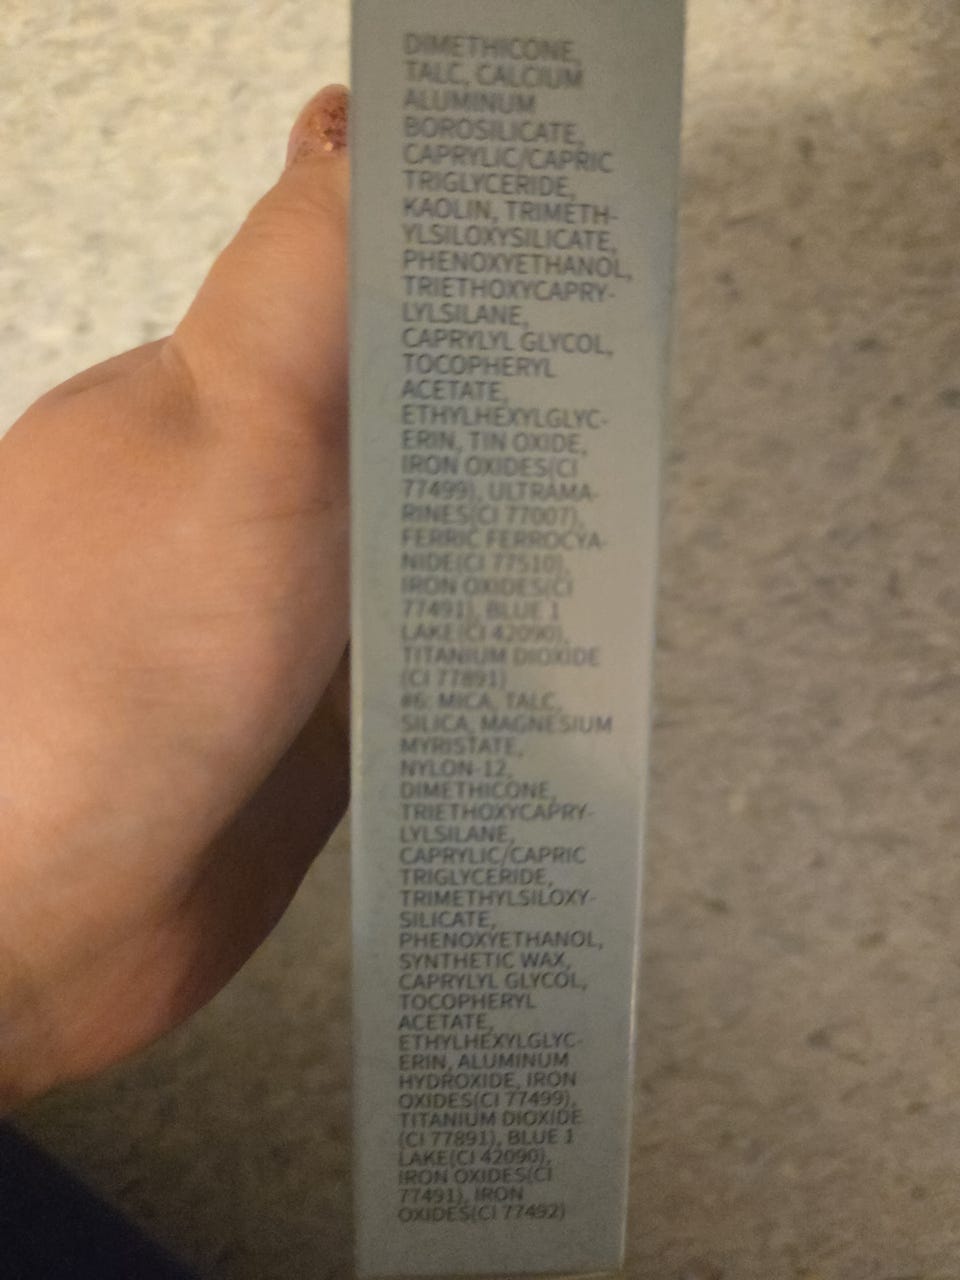 DIMETHICONE,
TALC, CALCIUM
ALUMINUM
BOROSILICATE,
CAPRYLIC/CAPRIC
TRIGLYCERIDE,
KAOLIN, TRIMETH-
YLSILOXYSILICATE,
PHENOXYETHANOL,
TRIETHOXYCAPRY-
LYLSILANE,
CAPRYLYL GLYCOL,
TOCOPHERYL
ACETATE,
ETHYLHEXYLGLYC-
ERIN, TIN OXIDE,
IRON OXIDES(CI
77499), ULTRAMA-
RINES(CI 77007),
FERRIC FERROCYA-
NIDE(CI 77510),
IRON OXIDES(CI
77491), BLUE 1
LAKE(CI 42090),
TITANIUM DIOXIDE
(CI 77891)
#6: MICA, TALC,
SILICA, MAGNESIUM
MYRISTATE,
NYLON-12,
DIMETHICONE,
TRIETHOXYCAPRY-
LYLSILANE,
CAPRYLIC/CAPRIC
TRIGLYCERIDE,
TRIMETHYLSILOXY-
SILICATE,
PHENOXYETHANOL,
SYNTHETIC WAX,
CAPRYLYL GLYCOL,
TOCOPHERYL
ACETATE,
ETHYLHEXYLGLYC-
ERIN, ALUMINUM
HYDROXIDE, IRON
OXIDES(CI 77499),
TITANIUM DIOXIDE
(CI 77891), BLUE 1
LAKE(CI 42090),
IRON OXIDES(CI
77491), IRON
OXIDES(CI 77492)